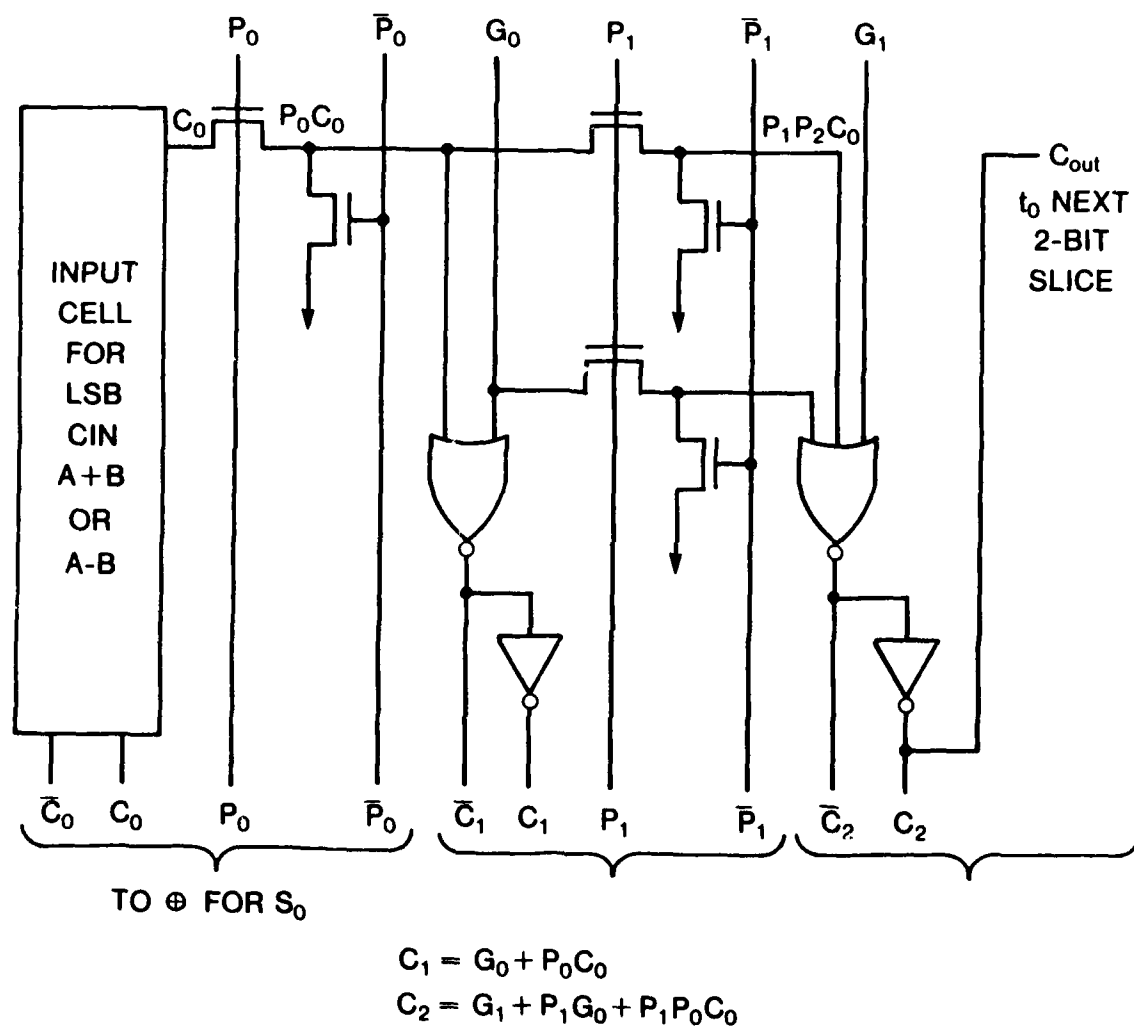 P₀ P̅₀ G₀ P₁ P̅₁ G₁
C₀ P₀C₀ P₁P₂C₀
C_out
t₀ NEXT
2-BIT
SLICE
INPUT
CELL
FOR
LSB
CIN
A+B
OR
A-B
C̅₀ C₀ P₀ P̅₀ C̅₁ C₁ P₁ P̅₁ C̅₂ C₂
TO ⊕ FOR S₀
C₁ = G₀ + P₀C₀
C₂ = G₁ + P₁G₀ + P₁P₀C₀